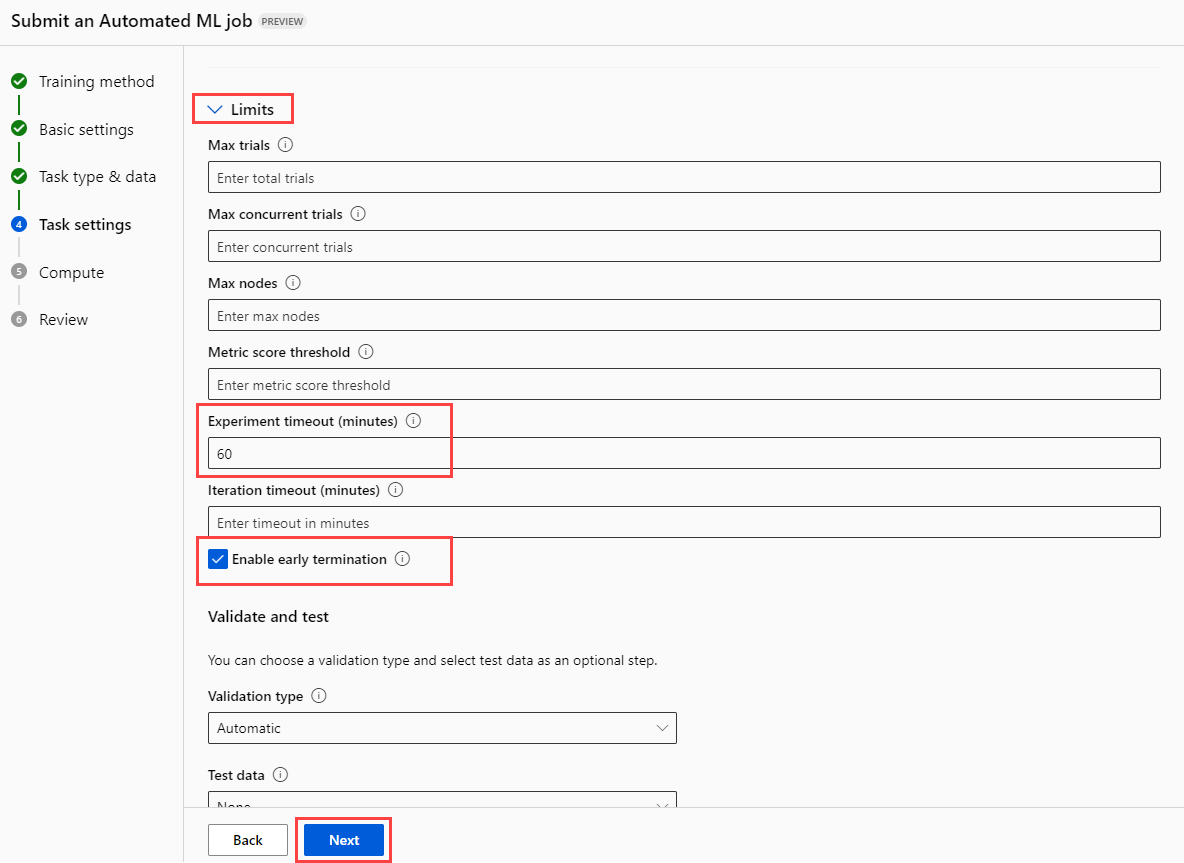 Submit an Automated ML job PREVIEW
Training method
Basic settings
Task type & data
4 Task settings
5 Compute
6 Review
Limits
Max trials
Enter total trials
Max concurrent trials
Enter concurrent trials
Max nodes
Enter max nodes
Metric score threshold
Enter metric score threshold
Experiment timeout (minutes)
60
Iteration timeout (minutes)
Enter timeout in minutes
Enable early termination
Validate and test
You can choose a validation type and select test data as an optional step.
Validation type
Automatic
Test data
None
Back Next